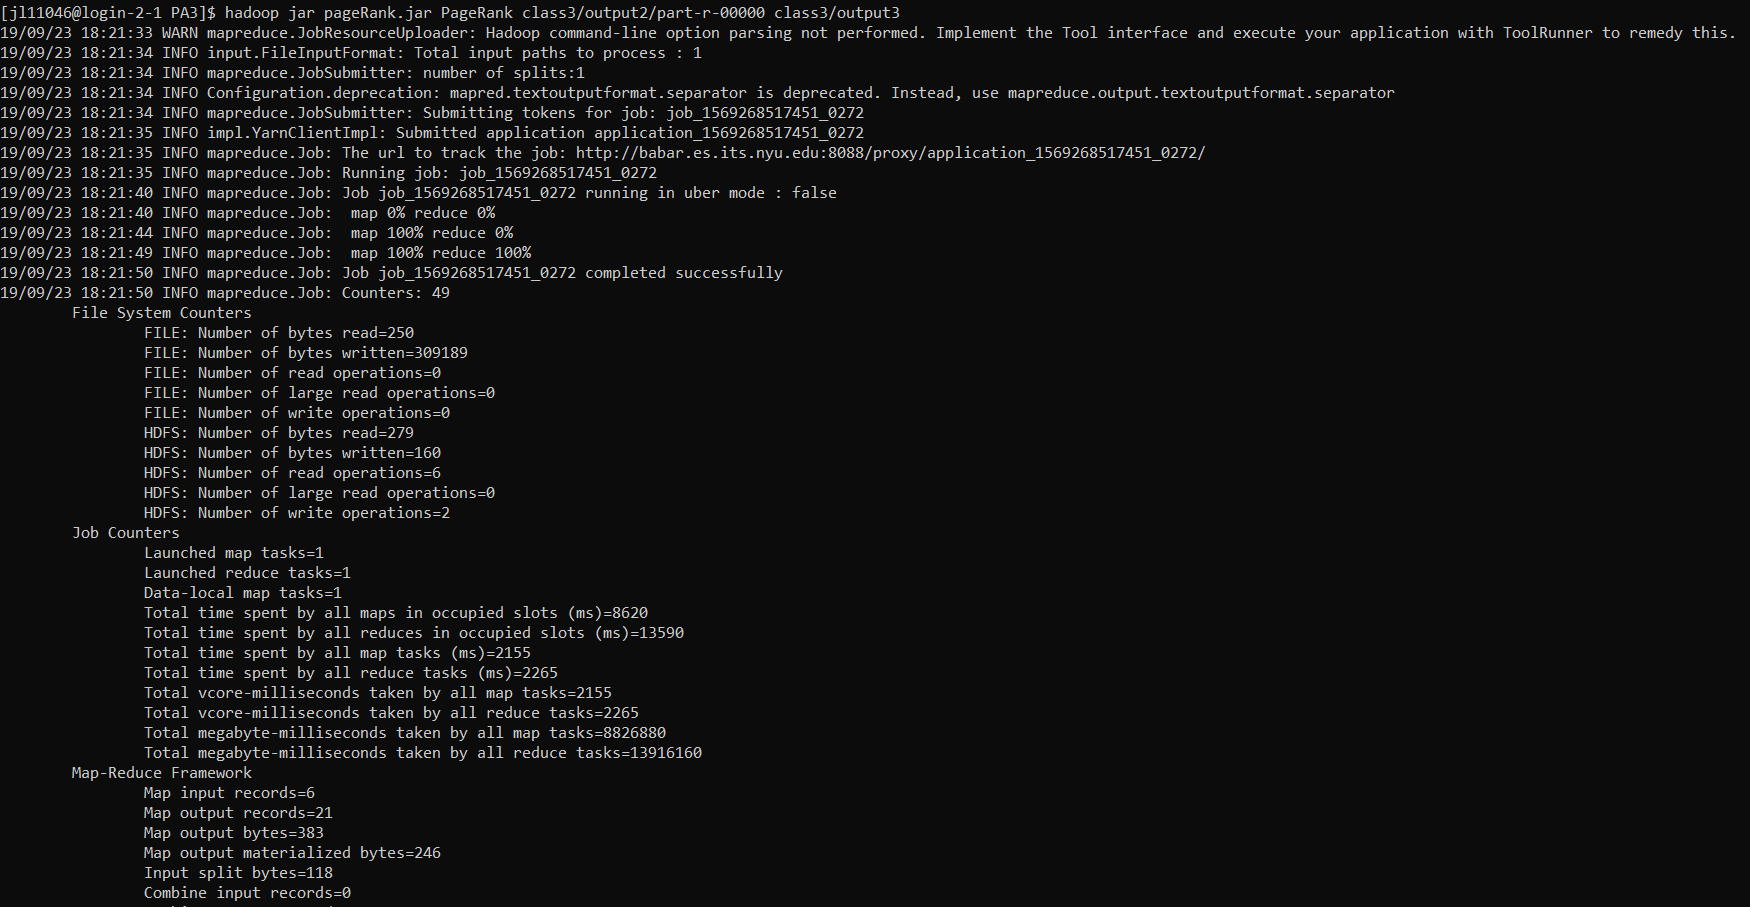 [jl11046@login-2-1 PA3]$ hadoop jar pageRank.jar PageRank class3/output2/part-r-00000 class3/output3
19/09/23 18:21:33 WARN mapreduce.JobResourceUploader: Hadoop command-line option parsing not performed. Implement the Tool interface and execute your application with ToolRunner to remedy this.
19/09/23 18:21:34 INFO input.FileInputFormat: Total input paths to process : 1
19/09/23 18:21:34 INFO mapreduce.JobSubmitter: number of splits:1
19/09/23 18:21:34 INFO Configuration.deprecation: mapred.textoutputformat.separator is deprecated. Instead, use mapreduce.output.textoutputformat.separator
19/09/23 18:21:34 INFO mapreduce.JobSubmitter: Submitting tokens for job: job_1569268517451_0272
19/09/23 18:21:35 INFO impl.YarnClientImpl: Submitted application application_1569268517451_0272
19/09/23 18:21:35 INFO mapreduce.Job: The url to track the job: http://babar.es.its.nyu.edu:8088/proxy/application_1569268517451_0272/
19/09/23 18:21:35 INFO mapreduce.Job: Running job: job_1569268517451_0272
19/09/23 18:21:40 INFO mapreduce.Job: Job job_1569268517451_0272 running in uber mode : false
19/09/23 18:21:40 INFO mapreduce.Job:  map 0% reduce 0%
19/09/23 18:21:44 INFO mapreduce.Job:  map 100% reduce 0%
19/09/23 18:21:49 INFO mapreduce.Job:  map 100% reduce 100%
19/09/23 18:21:50 INFO mapreduce.Job: Job job_1569268517451_0272 completed successfully
19/09/23 18:21:50 INFO mapreduce.Job: Counters: 49
File System Counters
FILE: Number of bytes read=250
FILE: Number of bytes written=309189
FILE: Number of read operations=0
FILE: Number of large read operations=0
FILE: Number of write operations=0
HDFS: Number of bytes read=279
HDFS: Number of bytes written=160
HDFS: Number of read operations=6
HDFS: Number of large read operations=0
HDFS: Number of write operations=2
Job Counters
Launched map tasks=1
Launched reduce tasks=1
Data-local map tasks=1
Total time spent by all maps in occupied slots (ms)=8620
Total time spent by all reduces in occupied slots (ms)=13590
Total time spent by all map tasks (ms)=2155
Total time spent by all reduce tasks (ms)=2265
Total vcore-milliseconds taken by all map tasks=2155
Total vcore-milliseconds taken by all reduce tasks=2265
Total megabyte-milliseconds taken by all map tasks=8826880
Total megabyte-milliseconds taken by all reduce tasks=13916160
Map-Reduce Framework
Map input records=6
Map output records=21
Map output bytes=383
Map output materialized bytes=246
Input split bytes=118
Combine input records=0